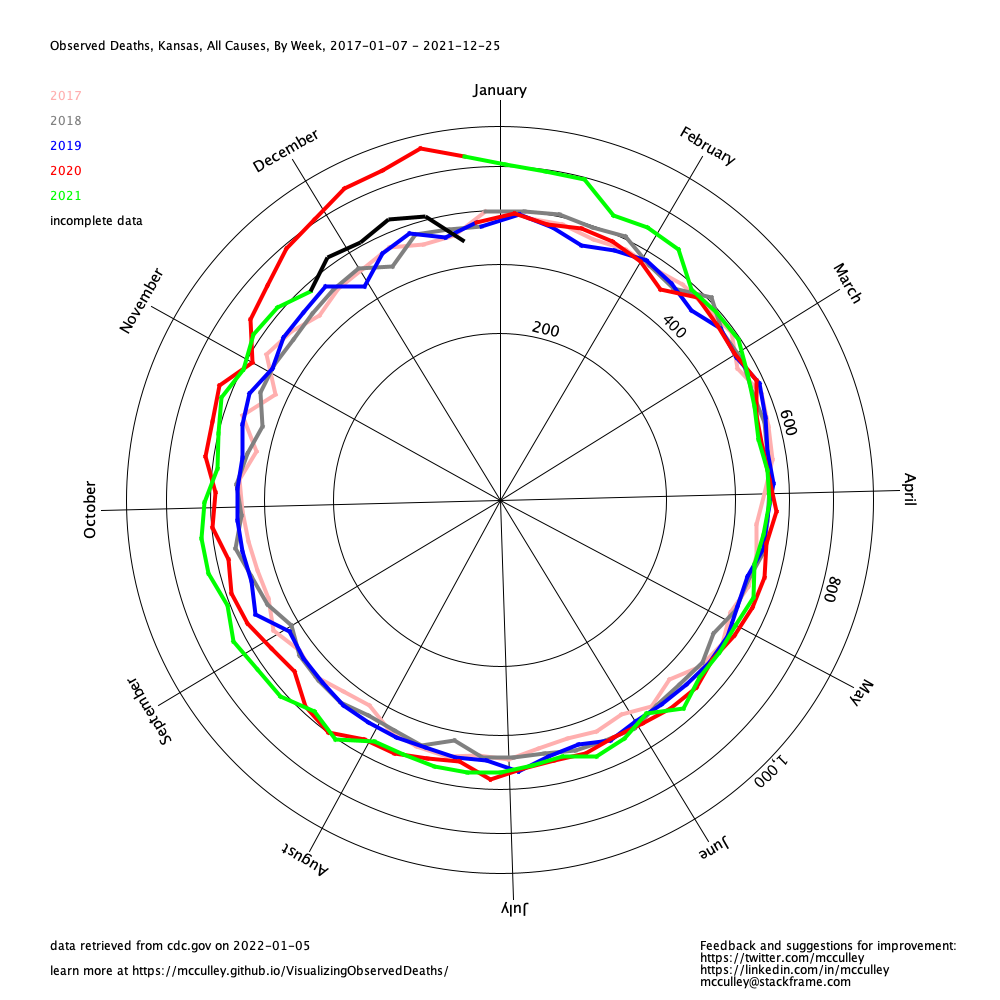 Observed Deaths, Kansas, All Causes, By Week, 2017-01-07 - 2021-12-25
2017
2018
2019
2020
2021
incomplete data
January
February
March
April
May
June
July
August
September
October
November
December
200
400
600
800
1,000
data retrieved from cdc.gov on 2022-01-05
learn more at https://mcculley.github.io/VisualizingObservedDeaths/
Feedback and suggestions for improvement:
https://twitter.com/mcculley
https://linkedin.com/in/mcculley
mcculley@stackframe.com